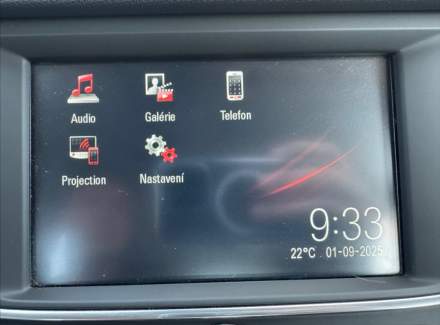 Audio
Galérie
Telefon
Projection
Nastavení
9:33
22°C . 01-09-2025